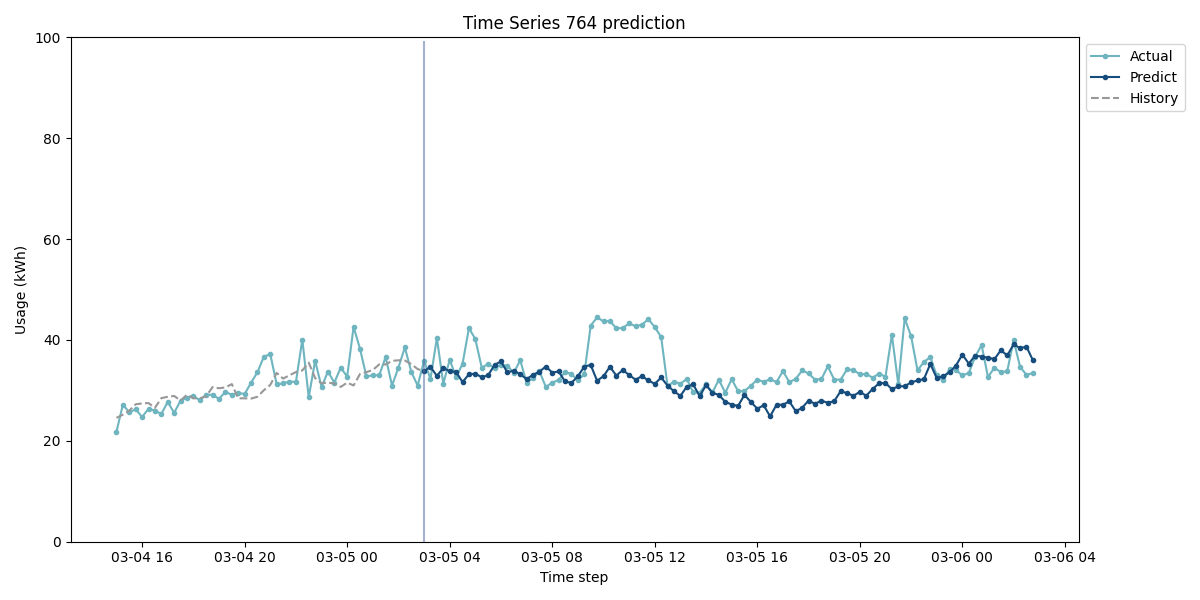 Time Series 764 prediction
100
80
60
40
20
0
Usage (kWh)
03-04 16
03-04 20
03-05 00
03-05 04
03-05 08
03-05 12
03-05 16
03-05 20
03-06 00
03-06 04
Time step
Actual
Predict
History